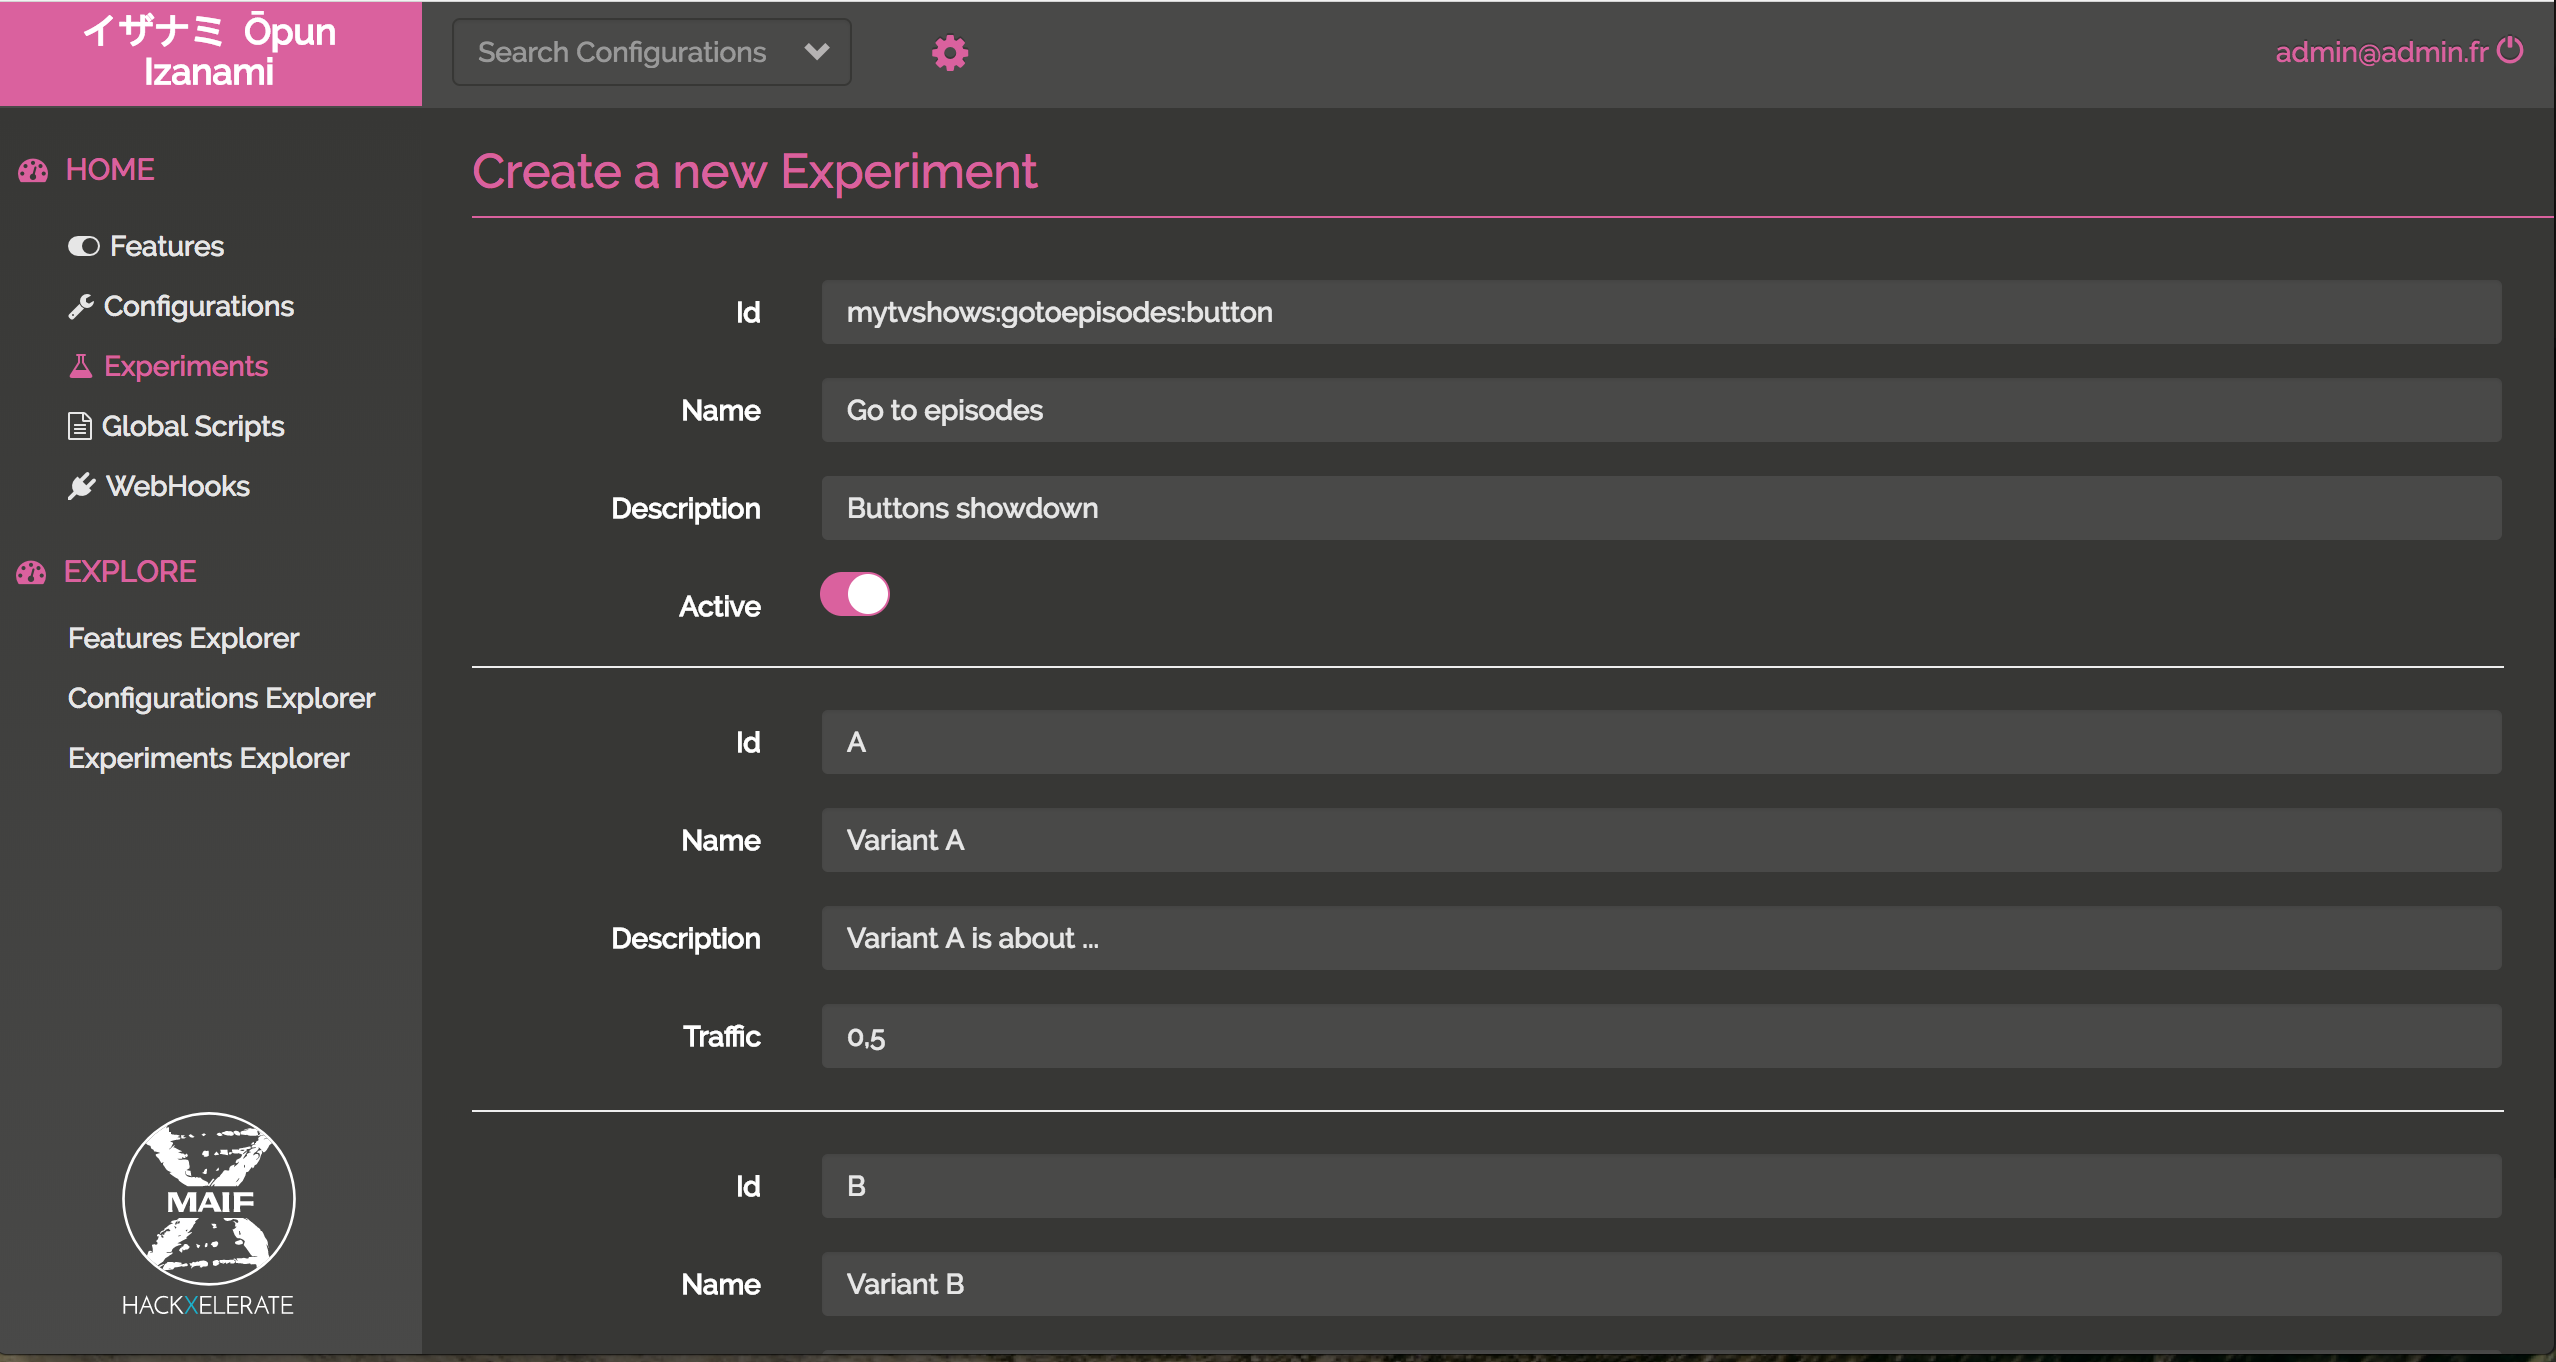 イザナミ Ōpun
Izanami
Search Configurations
admin@admin.fr
HOME
Features
Configurations
Experiments
Global Scripts
WebHooks
EXPLORE
Features Explorer
Configurations Explorer
Experiments Explorer
MAIF
HACKXELERATE
Create a new Experiment
Id
mytvshows:gotoepisodes:button
Name
Go to episodes
Description
Buttons showdown
Active
Id
A
Name
Variant A
Description
Variant A is about ...
Traffic
0,5
Id
B
Name
Variant B